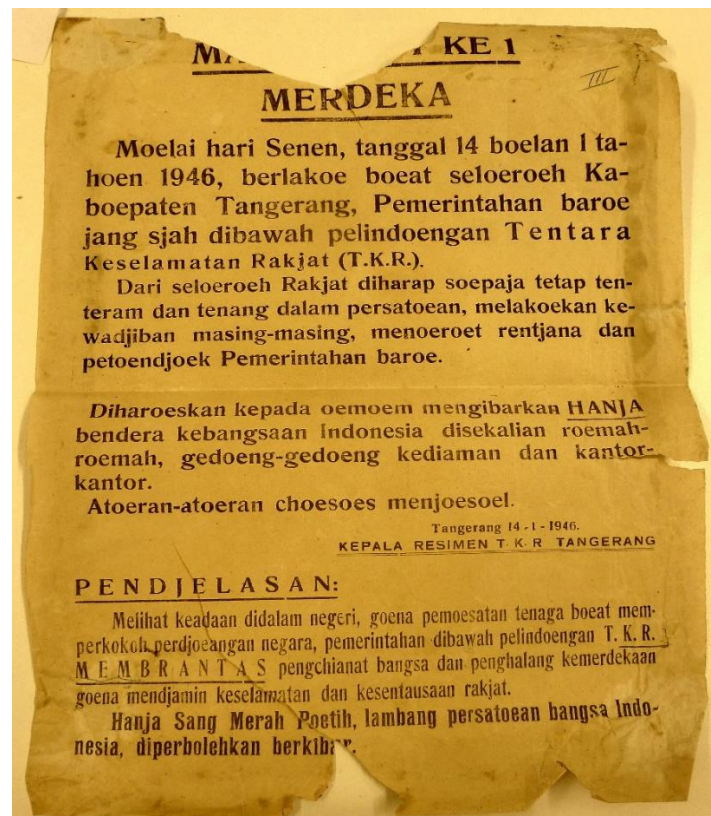 KE 1
III
MERDEKA
Moelai hari Senen, tanggal 14 boelan 1 ta-
hoen 1946, berlakoe boeat seloeroeh Ka-
boepaten Tangerang, Pemerintahan baroe
jang sjah dibawah pelindoengan Tentara
Keselamatan Rakjat (T.K.R.).
Dari seloeroeh Rakjat diharap soepaja tetap ten-
teram dan tenang dalam persatoean, melakoekan ke-
wadjiban masing-masing, menoeroet rentjana dan
petoendjoek Pemerintahan baroe.
Diharoeskan kepada oemoem mengibarkan HANJA
bendera kebangsaan Indonesia disekalian roemah-
roemah, gedoeng-gedoeng kediaman dan kantor-
kantor.
Atoeran-atoeran choesoes menjoesoel.
Tangerang 14-1-1946.
KEPALA RESIMEN T. K. R TANGERANG
PENDJELASAN:
Melihat keadaan didalam negeri, goena pemoesatan tenaga boeat mem-
perkokoh perdjoeangan negara, pemerintahan dibawah pelindoengan T. K. R.
MEMBRANTAS pengchianat bangsa dan penghalang kemerdekaan
goena mendjamin keselamatan dan kesentausaan rakjat.
Hanja Sang Merah Poetih, lambang persatoean bangsa Indo-
nesia, diperbolehkan berkibar.